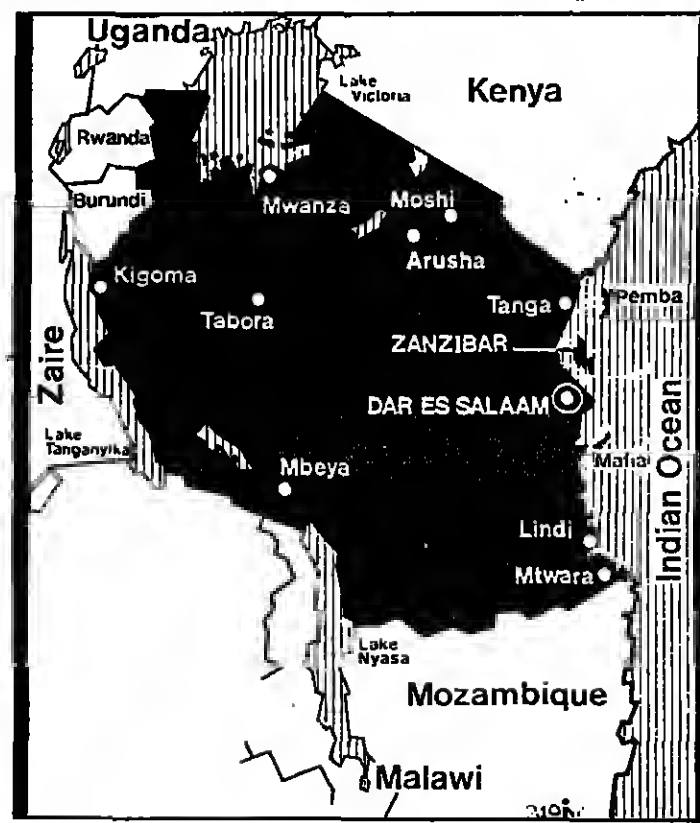 Uganda
Lake
Victoria
Kenya
Rwanda
Burundi
Mwanza
Moshi
Arusha
Kigoma
Tabora
Tanga
Pemba
ZANZIBAR
Zaire
DAR ES SALAAM
Lake
Tanganyika
Mbeya
Mafia
Indian Ocean
Lindi
Mtwara
Lake
Nyasa
Mozambique
Malawi